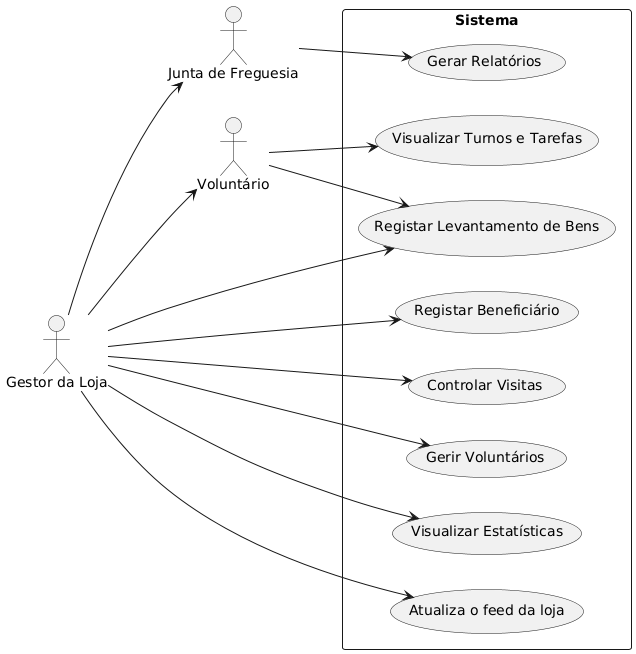 Sistema
Junta de Freguesia
Gerar Relatórios
Voluntário
Visualizar Turnos e Tarefas
Registar Levantamento de Bens
Gestor da Loja
Registar Beneficiário
Controlar Visitas
Gerir Voluntários
Visualizar Estatísticas
Atualiza o feed da loja